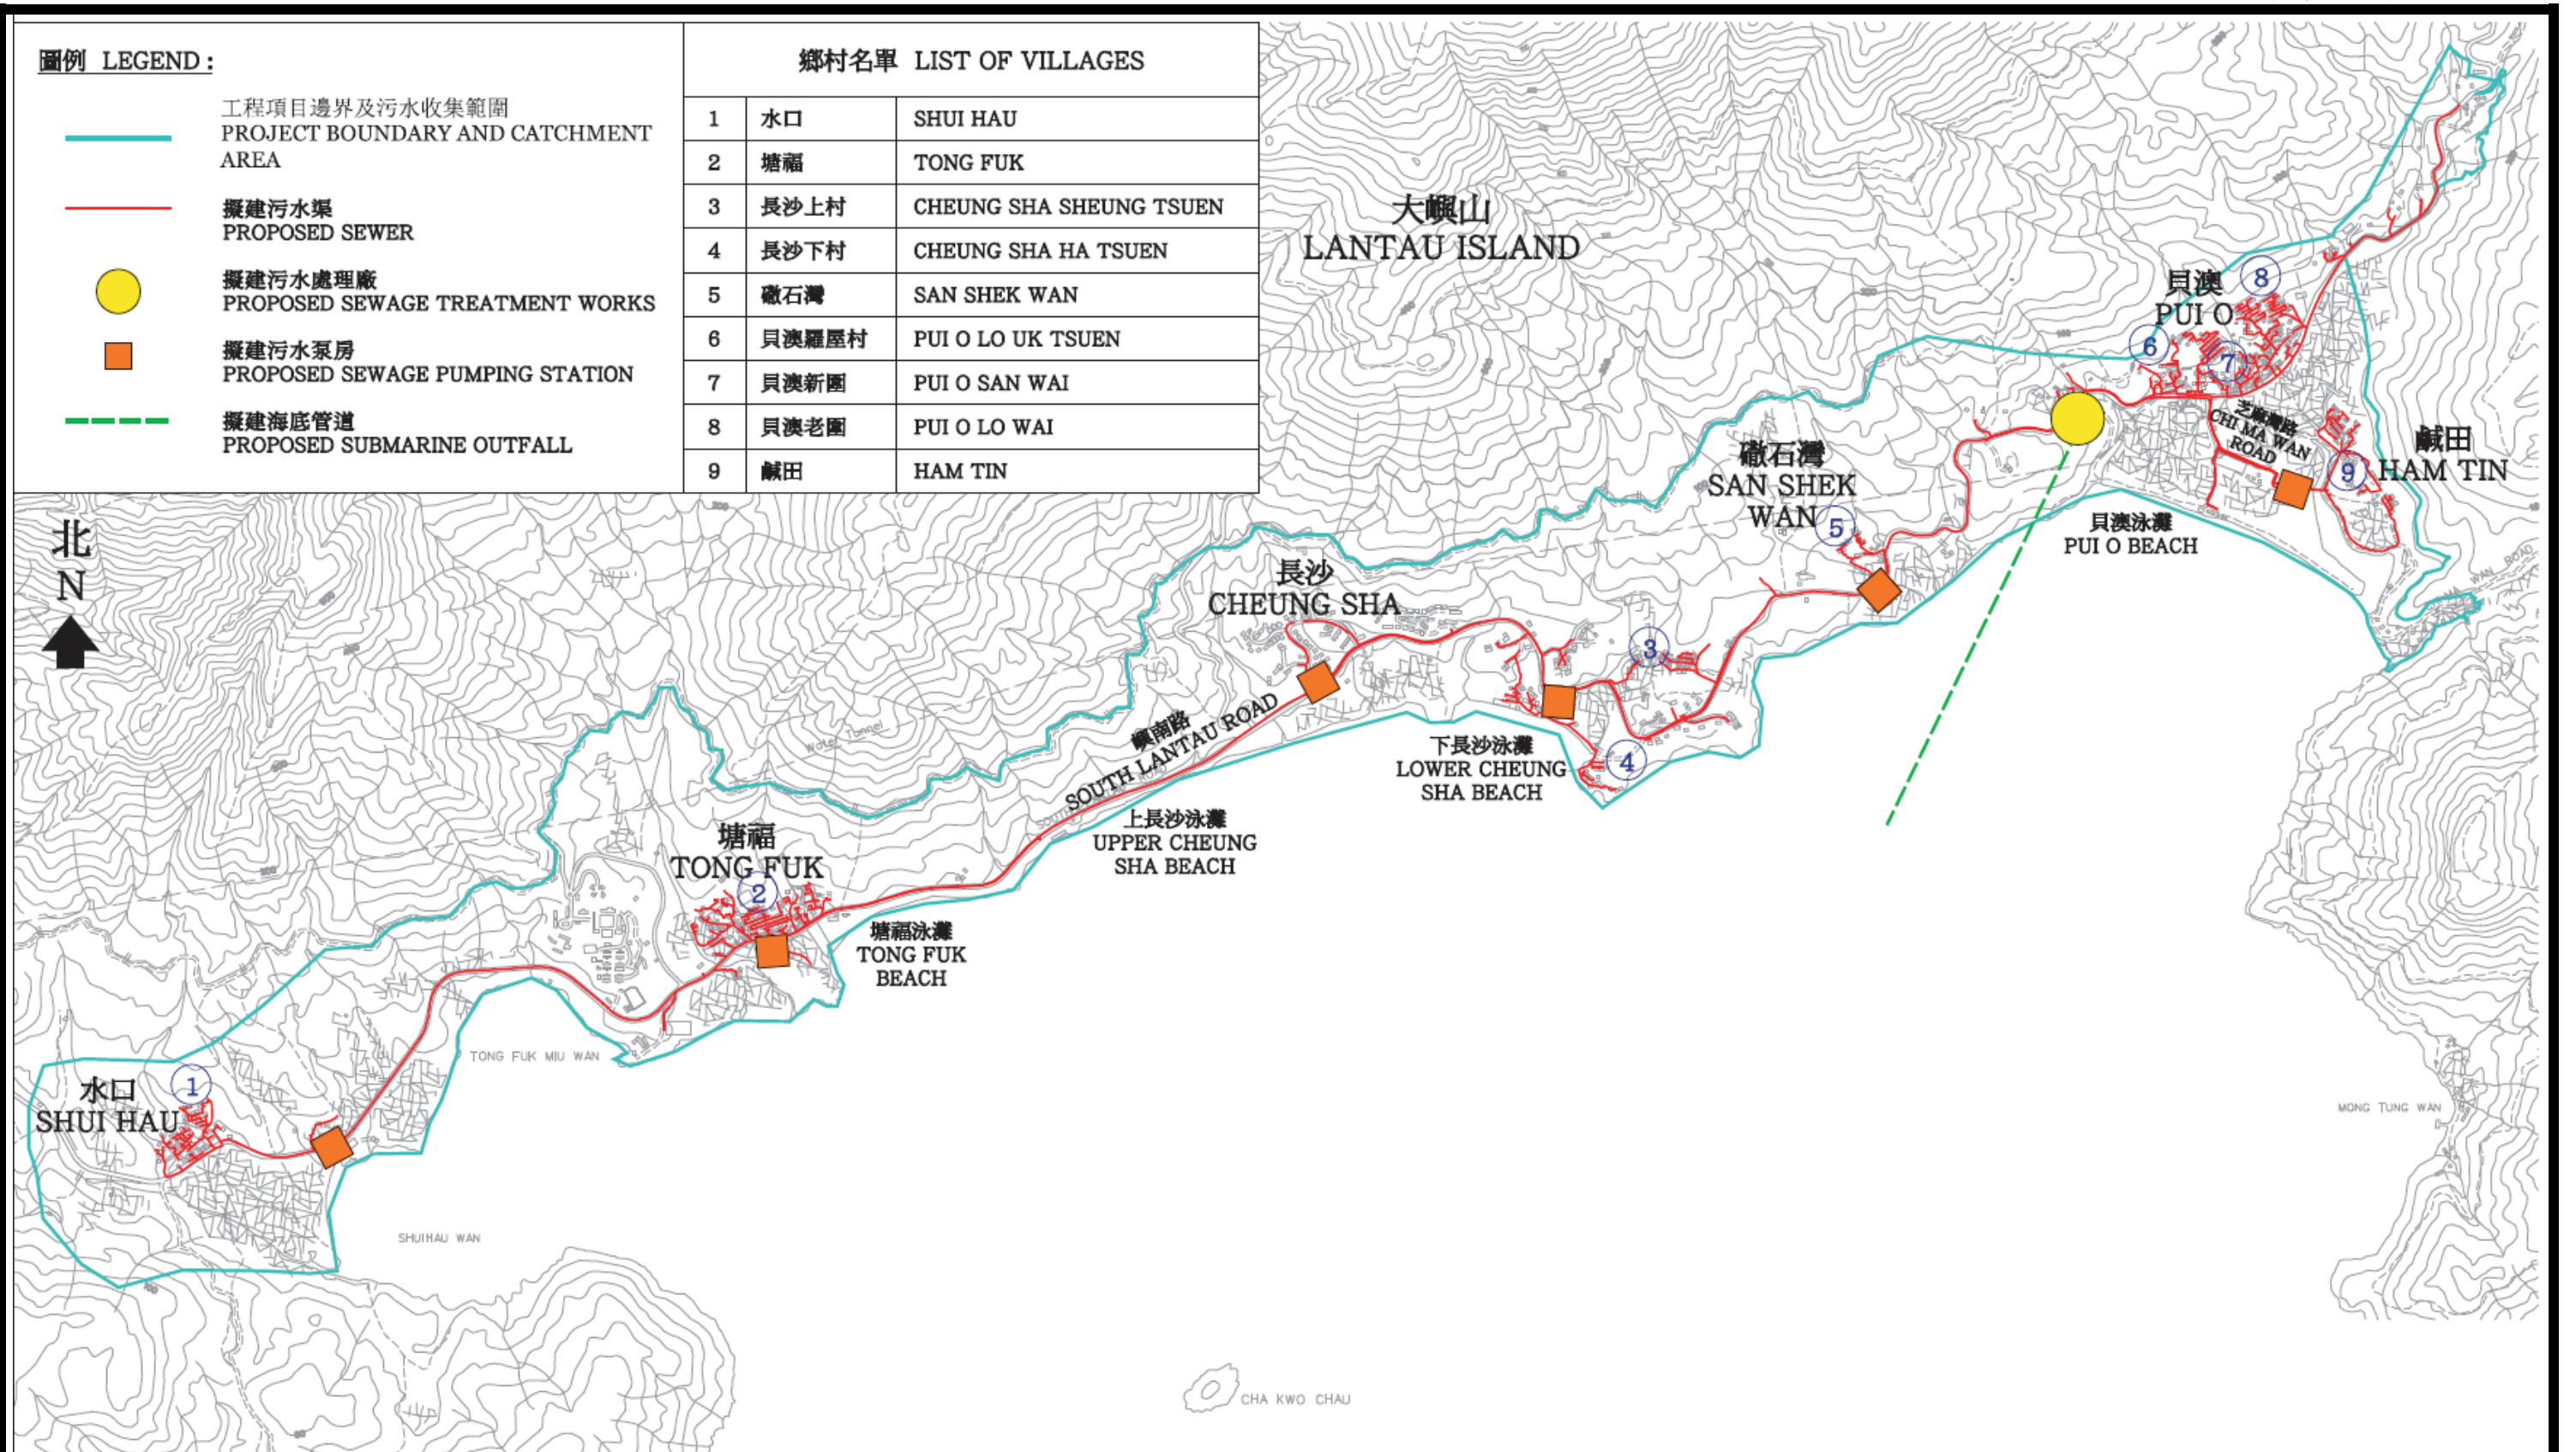 圖例 LEGEND :
工程項目邊界及污水收集範圍
PROJECT BOUNDARY AND CATCHMENT
AREA
擬建污水渠
PROPOSED SEWER
擬建污水處理廠
PROPOSED SEWAGE TREATMENT WORKS
擬建污水泵房
PROPOSED SEWAGE PUMPING STATION
擬建海底管道
PROPOSED SUBMARINE OUTFALL
鄉村名單 LIST OF VILLAGES
1 水口 SHUI HAU
2 塘福 TONG FUK
3 長沙上村 CHEUNG SHA SHEUNG TSUEN
4 長沙下村 CHEUNG SHA HA TSUEN
5 䃟石灣 SAN SHEK WAN
6 貝澳羅屋村 PUI O LO UK TSUEN
7 貝澳新圍 PUI O SAN WAI
8 貝澳老圍 PUI O LO WAI
9 鹹田 HAM TIN
大嶼山
LANTAU ISLAND
貝澳
PUI O
8
6
7
芝麻灣路
CHI MA WAN
ROAD
鹹田
HAM TIN
9
䃟石灣
SAN SHEK
WAN
5
貝澳泳灘
PUI O BEACH
WAN ROAD
北
N
長沙
CHEUNG SHA
3
4
嶼南路
SOUTH LANTAU ROAD
Water Tunnel
下長沙泳灘
LOWER CHEUNG
SHA BEACH
上長沙泳灘
UPPER CHEUNG
SHA BEACH
塘福
TONG FUK
2
塘福泳灘
TONG FUK
BEACH
TONG FUK MIU WAN
水口
SHUI HAU
1
SHUIHAU WAN
MONG TUNG WAN
CHA KWO CHAU